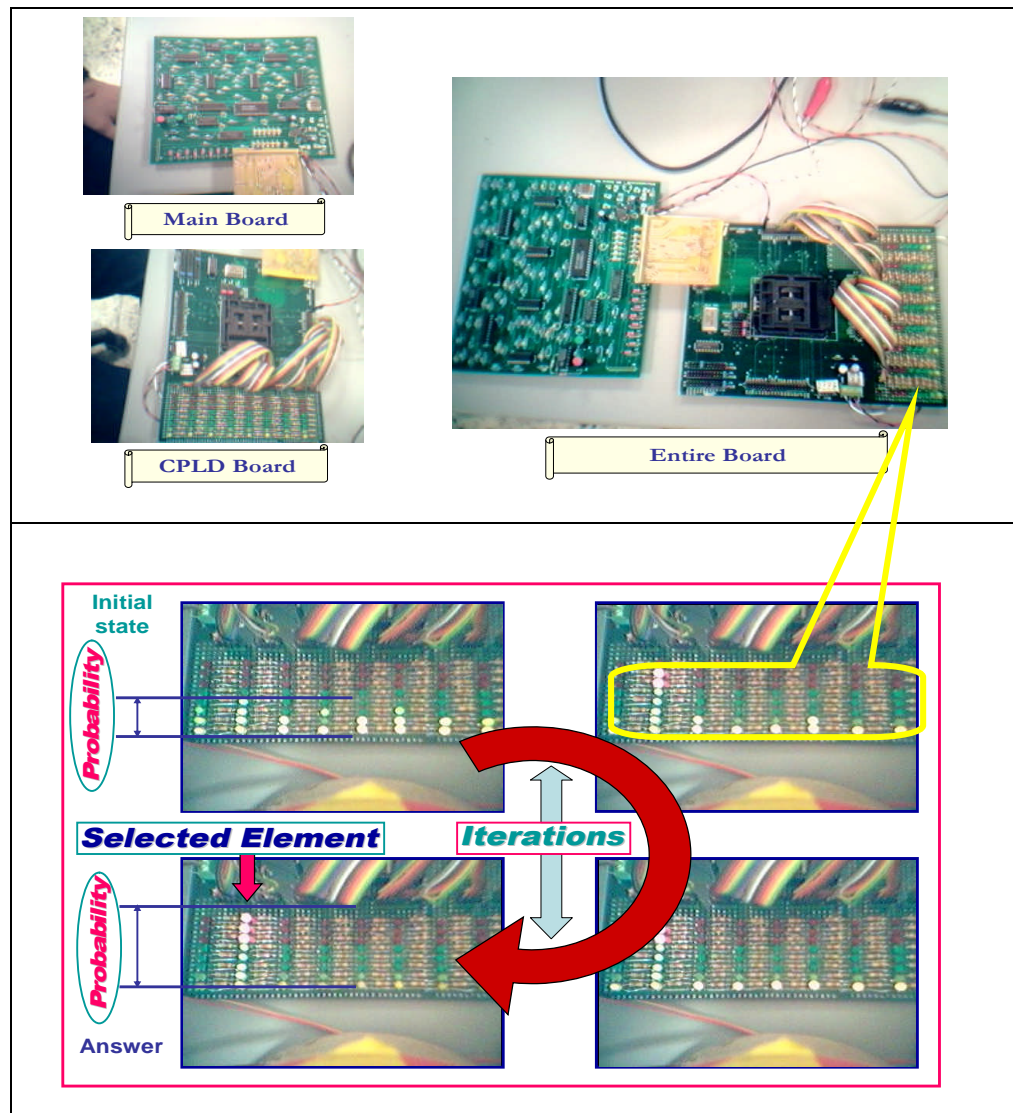 Main Board
CPLD Board
Entire Board
Initial
state
Probability
Selected Element
Iterations
Probability
Answer